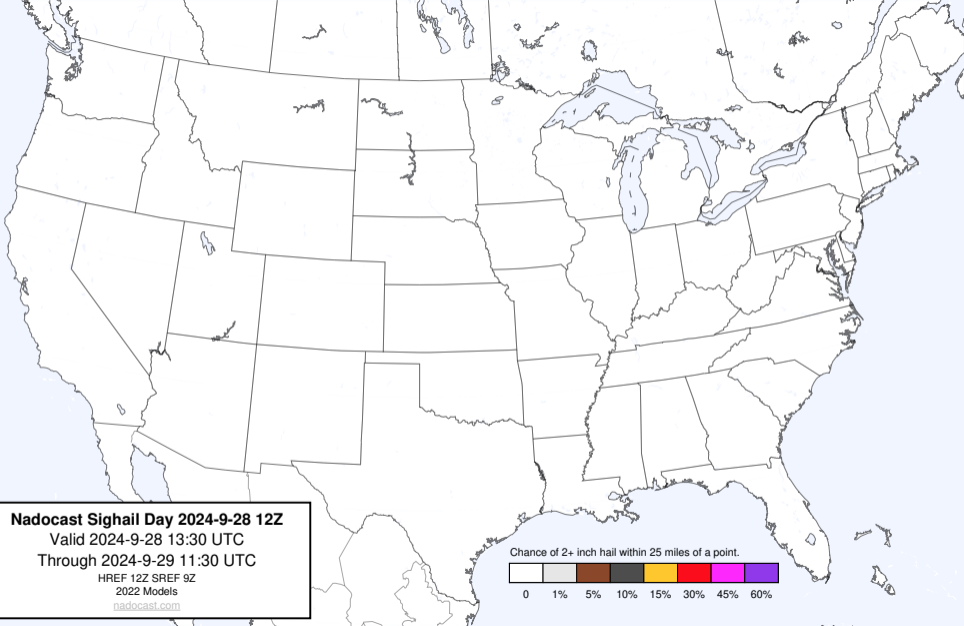 Nadocast Sighail Day 2024-9-28 12Z
Valid 2024-9-28 13:30 UTC
Through 2024-9-29 11:30 UTC
HREF 12Z SREF 9Z
2022 Models
nadocast.com
Chance of 2+ inch hail within 25 miles of a point.
0 1% 5% 10% 15% 30% 45% 60%